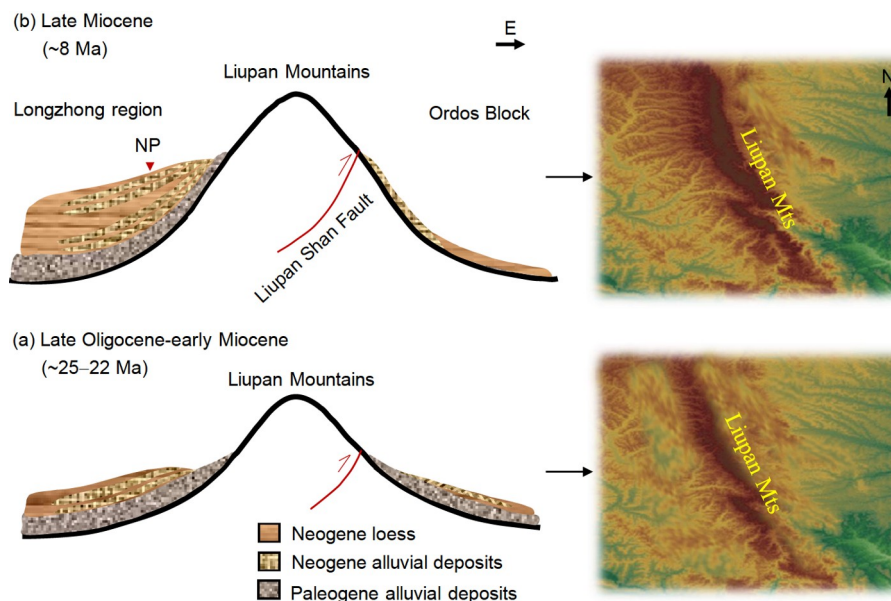 (b) Late Miocene
(~8 Ma)
E
Liupan Mountains
Longzhong region
Ordos Block
NP
Liupan Shan Fault
N
Liupan Mts
(a) Late Oligocene-early Miocene
(~25–22 Ma)
Liupan Mountains
Liupan Mts
Neogene loess
Neogene alluvial deposits
Paleogene alluvial deposits